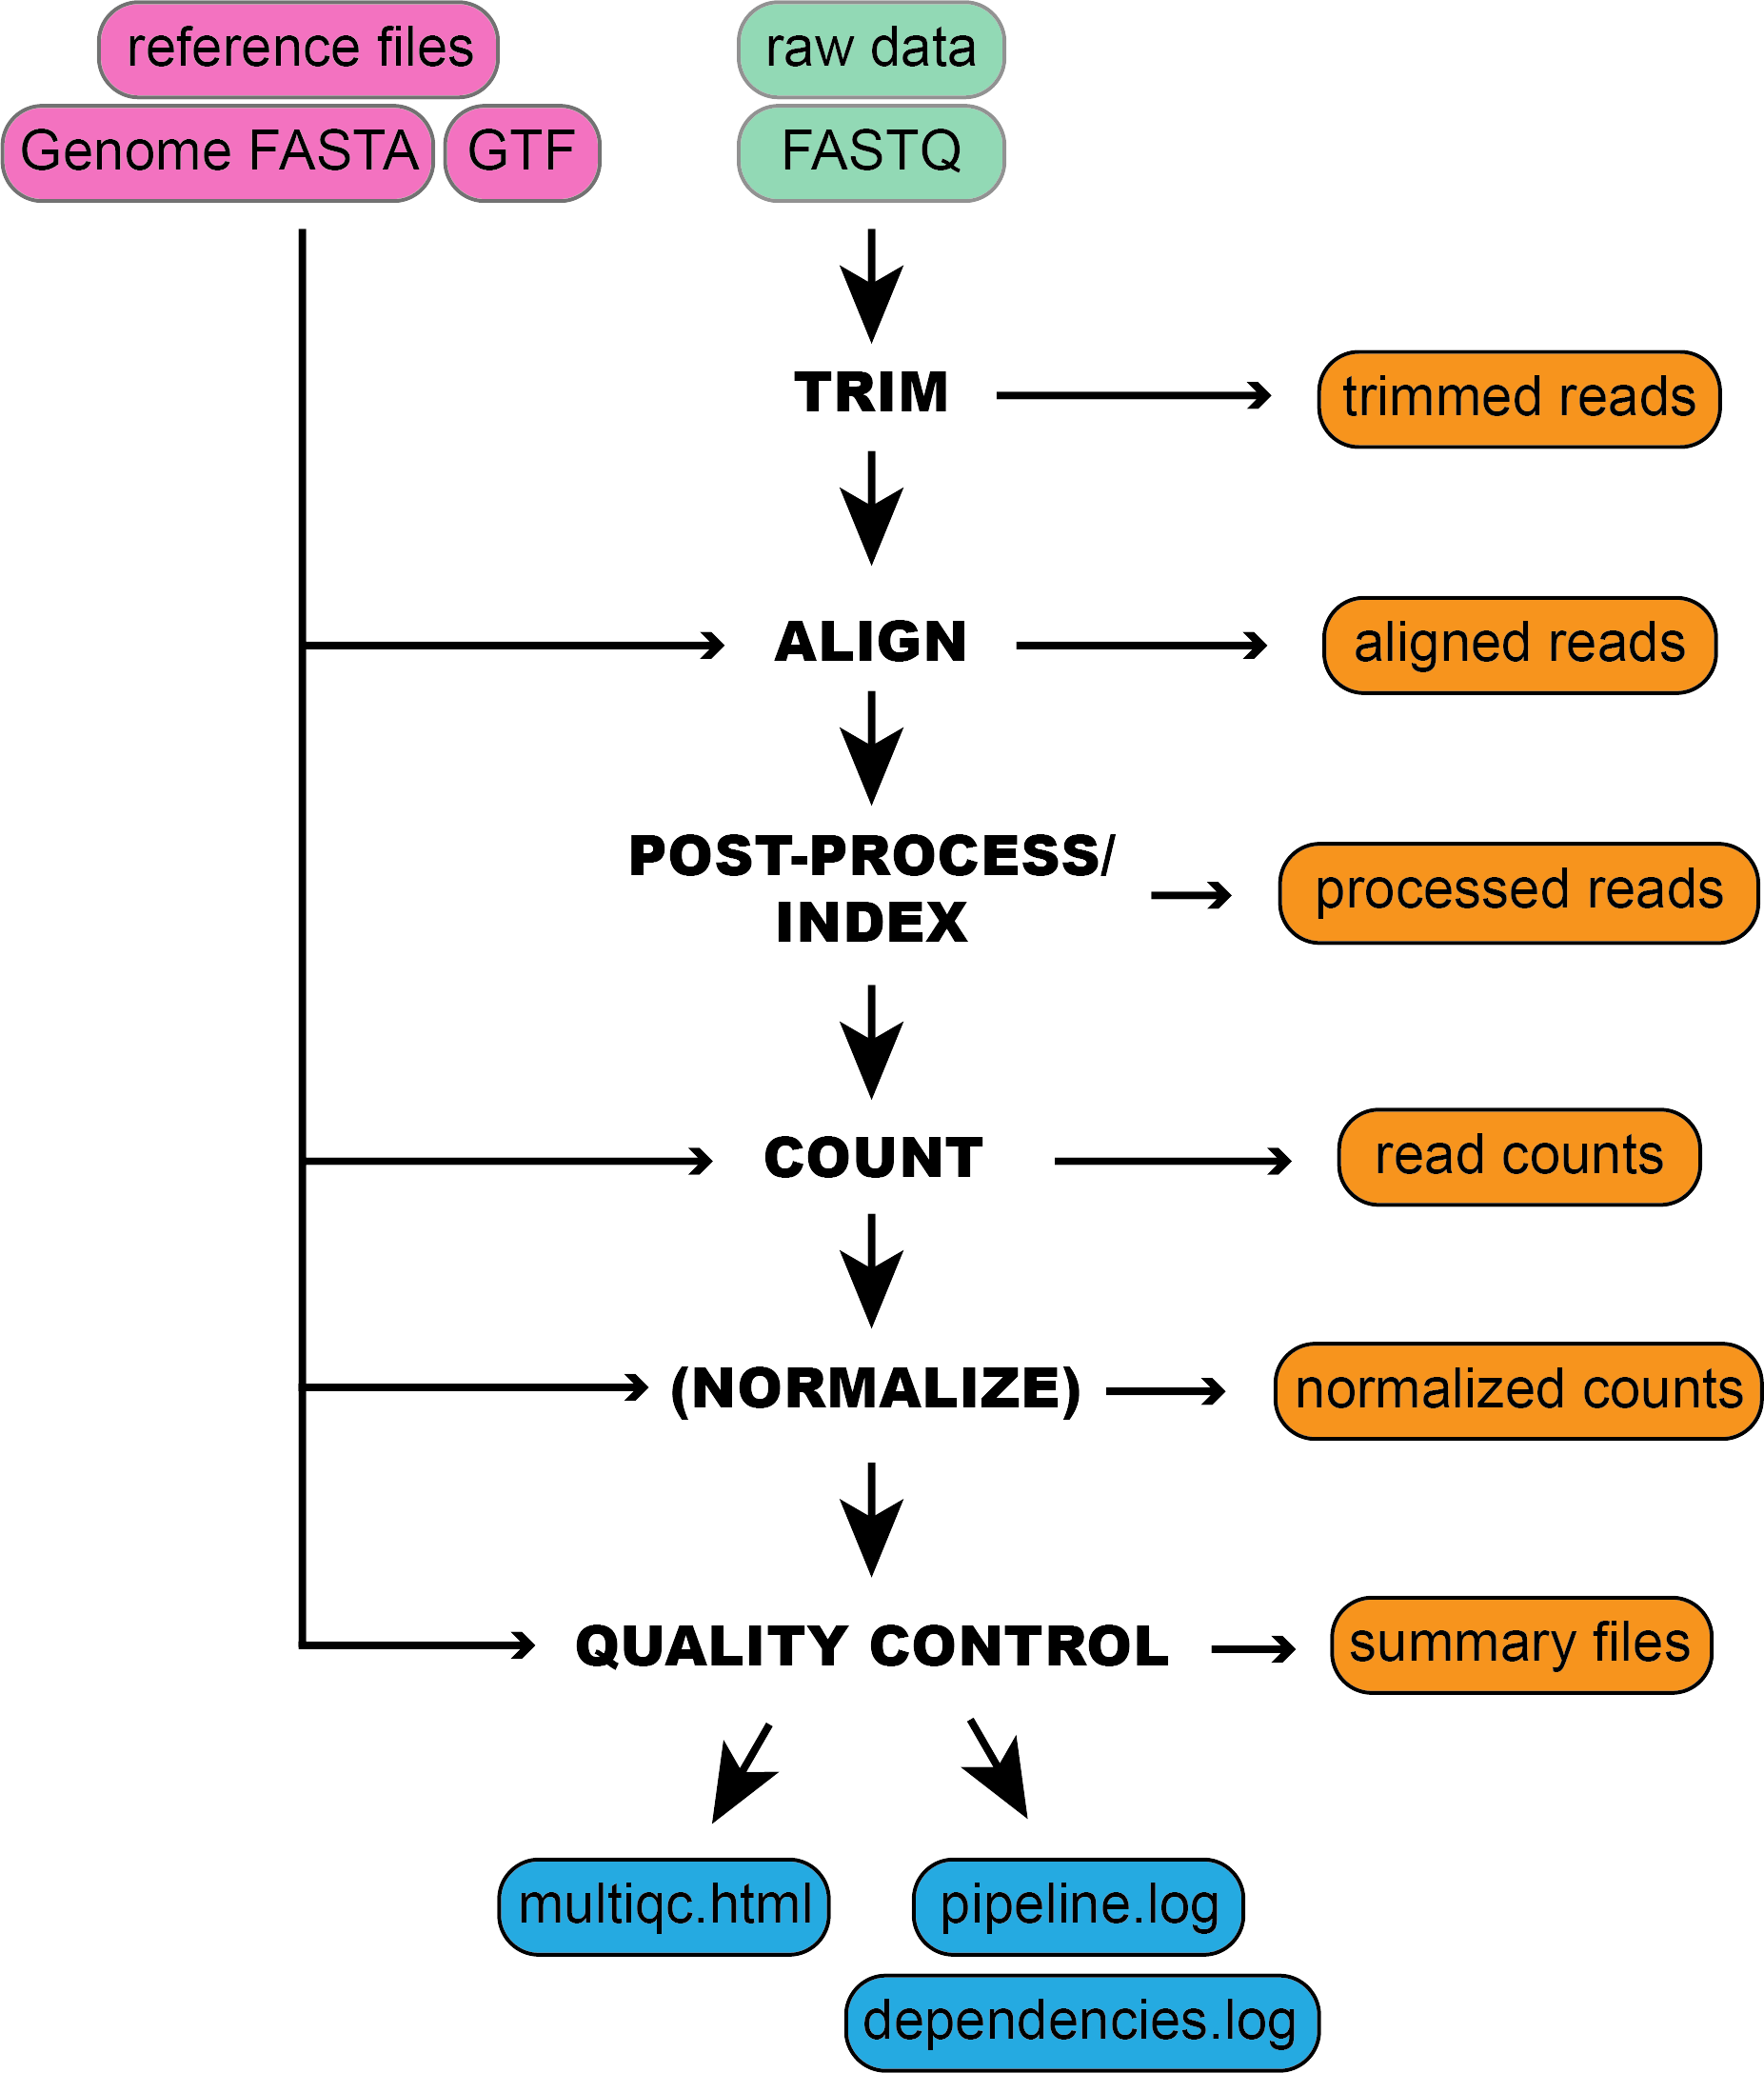 reference files
Genome FASTA
GTF
raw data
FASTQ
TRIM
trimmed reads
ALIGN
aligned reads
POST-PROCESS/
INDEX
processed reads
COUNT
read counts
(NORMALIZE)
normalized counts
QUALITY CONTROL
summary files
multiqc.html
pipeline.log
dependencies.log